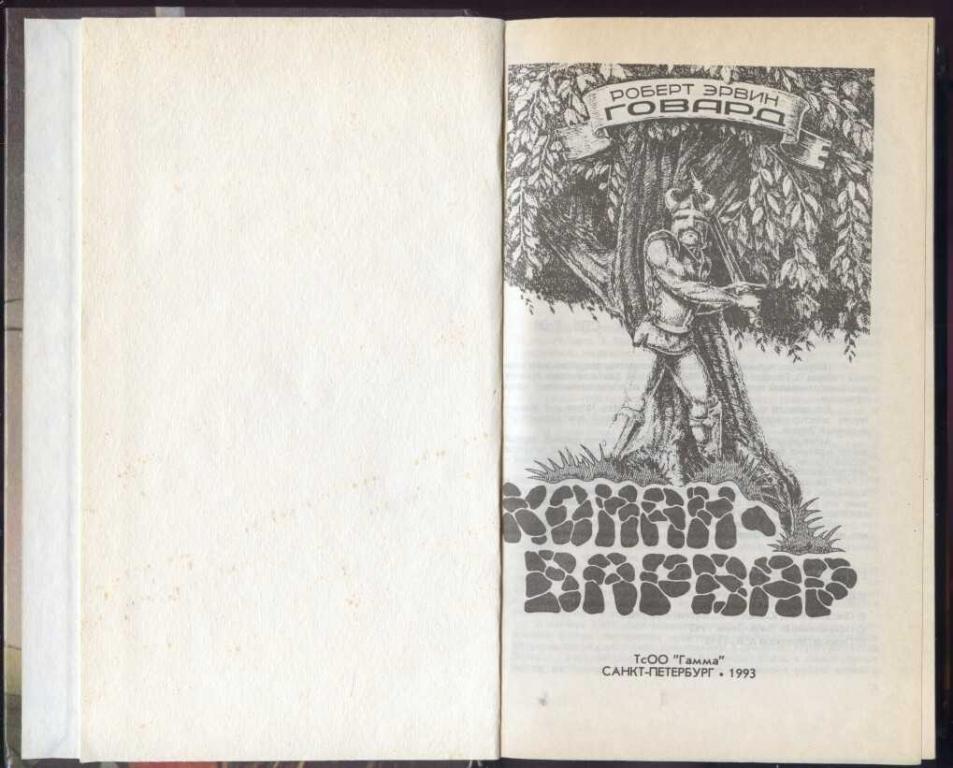 РОБЕРТ ЭРВИН
ГОВАРД
КОНАН-
ВАРВАР
ТсОО "Гамма"
САНКТ-ПЕТЕРБУРГ • 1993